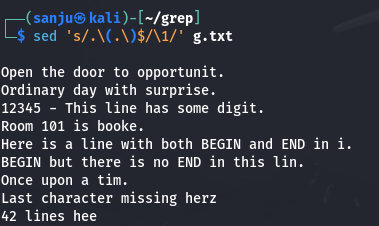 ┌──(sanju㉿kali)-[~/grep]
└─$ sed 's/.\(.\)$/\1/' g.txt

Open the door to opportunit.
Ordinary day with surprise.
12345 - This line has some digit.
Room 101 is booke.
Here is a line with both BEGIN and END in i.
BEGIN but there is no END in this lin.
Once upon a tim.
Last character missing herz
42 lines hee